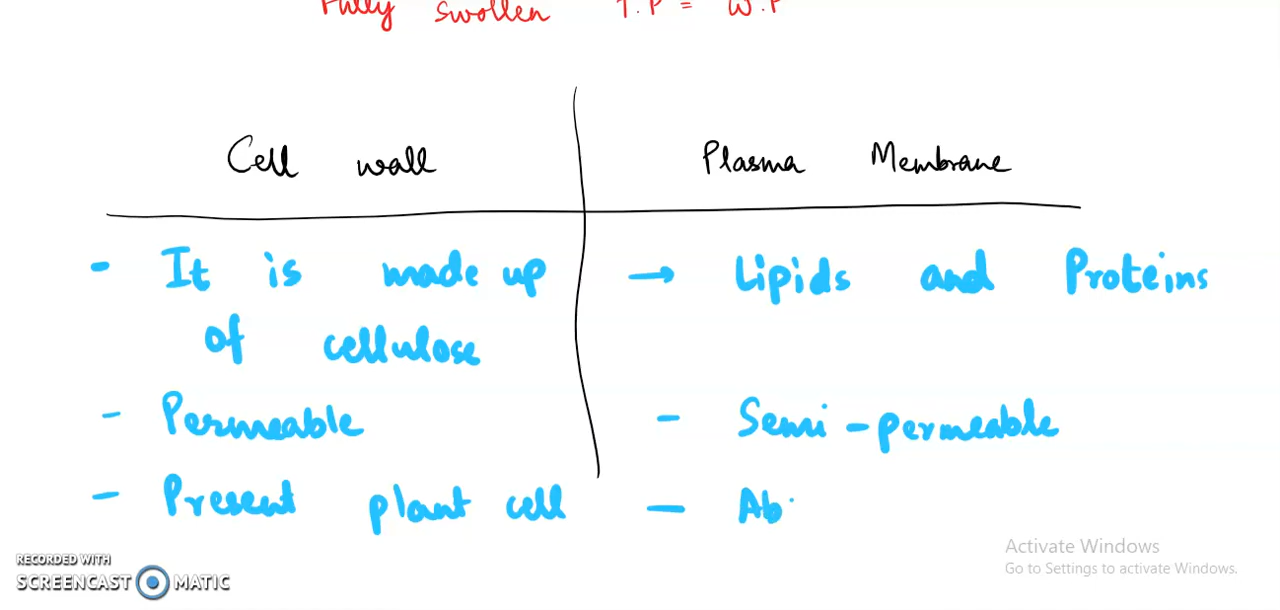 Fully swollen T.P = W.P
Cell wall
Plasma Membrane
- It is made up
of cellulose
→ Lipids and Proteins
- Permeable
- Semi-permeable
- Present plant cell
- Ab
Activate Windows
Go to Settings to activate Windows.
RECORDED WITH
SCREENCAST MATIC